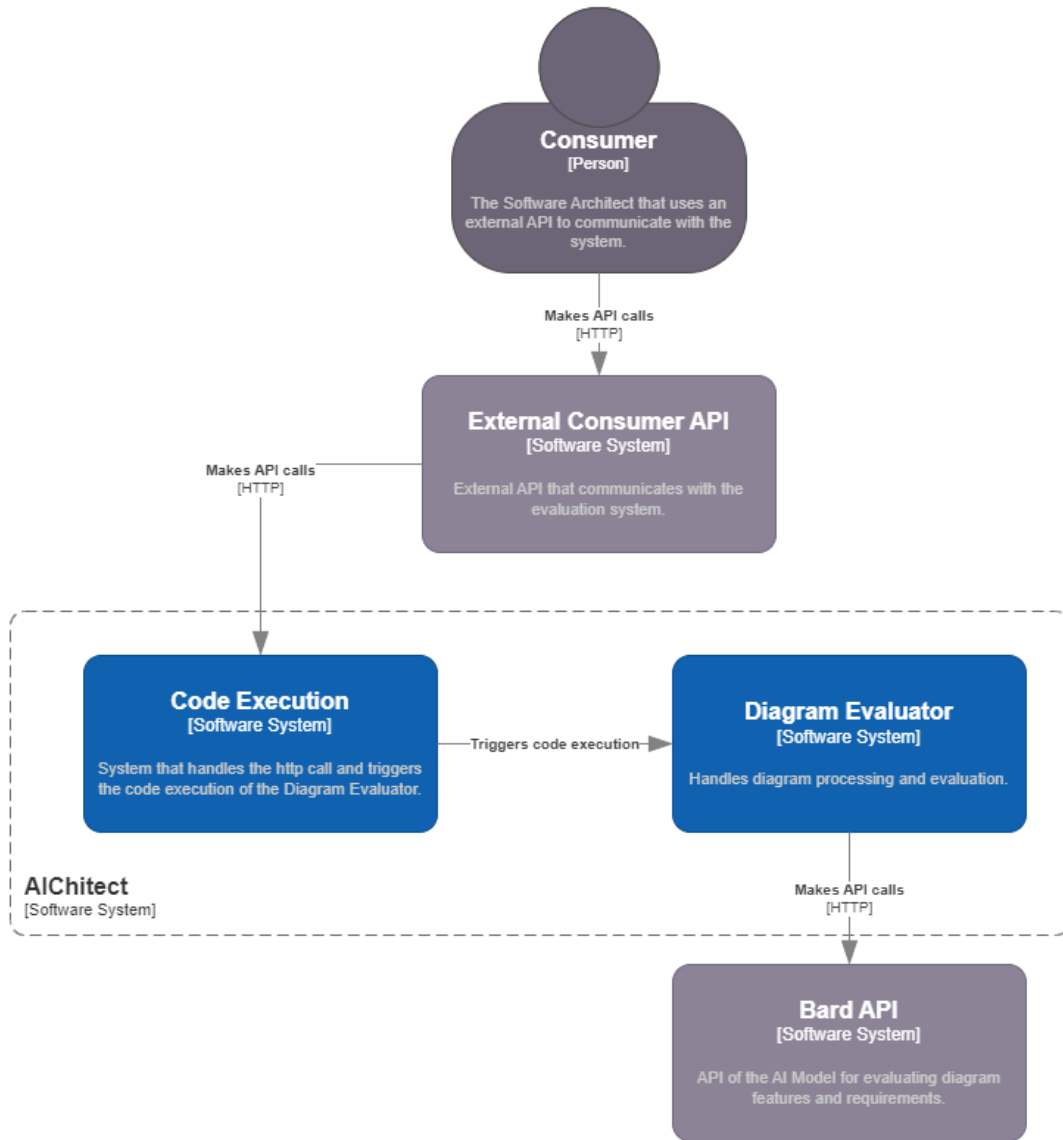 Consumer
[Person]
The Software Architect that uses an
external API to communicate with the
system.
Makes API calls
[HTTP]
External Consumer API
[Software System]
External API that communicates with the
evaluation system.
Makes API calls
[HTTP]
Code Execution
[Software System]
System that handles the http call and triggers
the code execution of the Diagram Evaluator.
Triggers code execution
Diagram Evaluator
[Software System]
Handles diagram processing and evaluation.
AIChitect
[Software System]
Makes API calls
[HTTP]
Bard API
[Software System]
API of the AI Model for evaluating diagram
features and requirements.